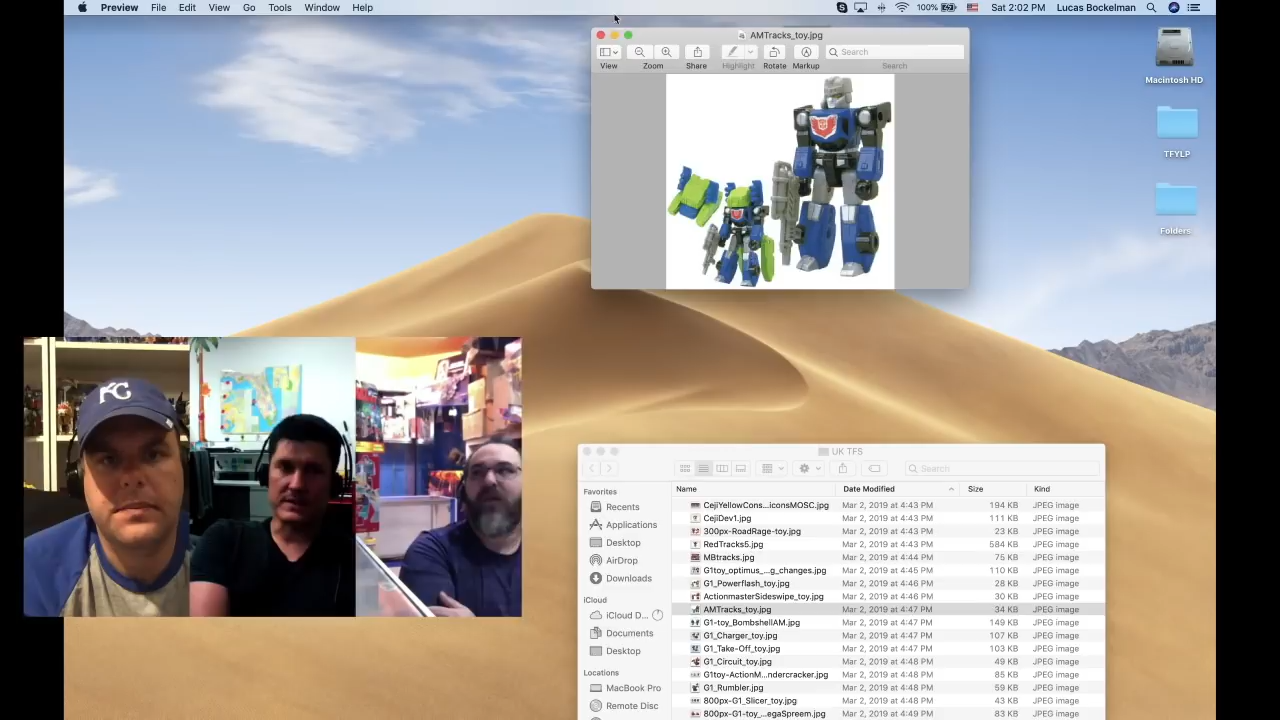 Preview File Edit View Go Tools Window Help 100% Sat 2:02 PM Lucas Bockelman
AMTracks_toy.jpg
Search
View Zoom Share Highlight Rotate Markup Search
Macintosh HD
TFYLP
Folders
KC
UK TFS
Search
Favorites
Recents
Applications
Desktop
AirDrop
Downloads
iCloud
iCloud D...
Documents
Desktop
Locations
MacBook Pro
Remote Disc
Name Date Modified Size Kind
CejiYellowCons...iconsMOSC.jpg Mar 2, 2019 at 4:43 PM 194 KB JPEG image
CejiDev1.jpg Mar 2, 2019 at 4:43 PM 111 KB JPEG image
300px-RoadRage-toy.jpg Mar 2, 2019 at 4:43 PM 23 KB JPEG image
RedTracks5.jpg Mar 2, 2019 at 4:43 PM 584 KB JPEG image
MBtracks.jpg Mar 2, 2019 at 4:44 PM 75 KB JPEG image
G1toy_optimus_...g_changes.jpg Mar 2, 2019 at 4:45 PM 110 KB JPEG image
G1_Powerflash_toy.jpg Mar 2, 2019 at 4:46 PM 28 KB JPEG image
ActionmasterSideswipe_toy.jpg Mar 2, 2019 at 4:46 PM 30 KB JPEG image
AMTracks_toy.jpg Mar 2, 2019 at 4:47 PM 34 KB JPEG image
G1-toy_BombshellAM.jpg Mar 2, 2019 at 4:47 PM 149 KB JPEG image
G1_Charger_toy.jpg Mar 2, 2019 at 4:47 PM 107 KB JPEG image
G1_Take-Off_toy.jpg Mar 2, 2019 at 4:48 PM 103 KB JPEG image
G1_Circuit_toy.jpg Mar 2, 2019 at 4:48 PM 49 KB JPEG image
G1toy-ActionM...ndercracker.jpg Mar 2, 2019 at 4:48 PM 85 KB JPEG image
G1_Rumbler.jpg Mar 2, 2019 at 4:48 PM 59 KB JPEG image
800px-G1_Slicer_toy.jpg Mar 2, 2019 at 4:48 PM 43 KB JPEG image
800px-G1-toy_...egaSpreem.jpg Mar 2, 2019 at 4:49 PM 83 KB JPEG image